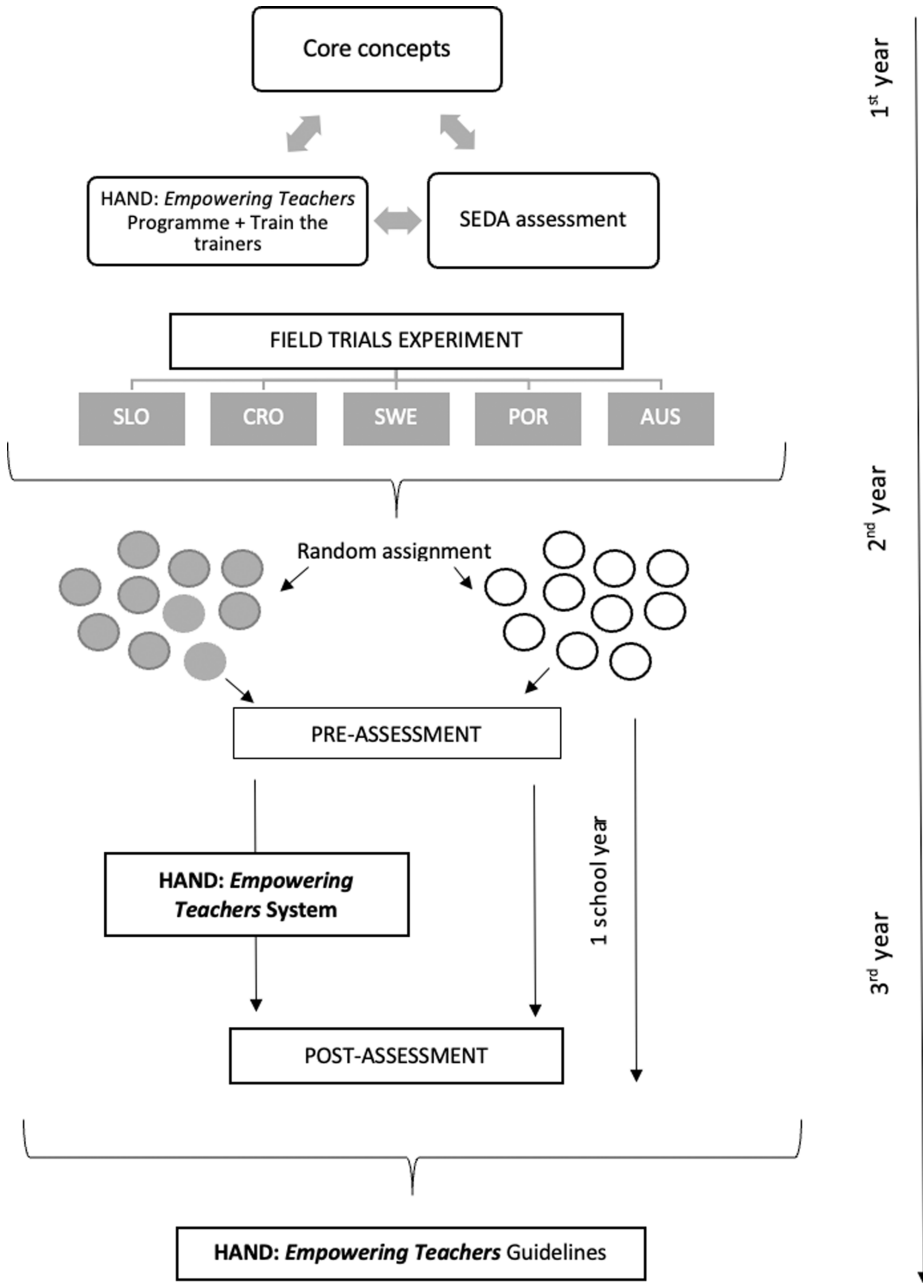 Core concepts
1st year
HAND: Empowering Teachers
Programme + Train the
trainers
SEDA assessment
FIELD TRIALS EXPERIMENT
SLO
CRO
SWE
POR
AUS
2nd year
Random assignment
PRE-ASSESSMENT
1 school year
HAND: Empowering
Teachers System
3rd year
POST-ASSESSMENT
HAND: Empowering Teachers Guidelines